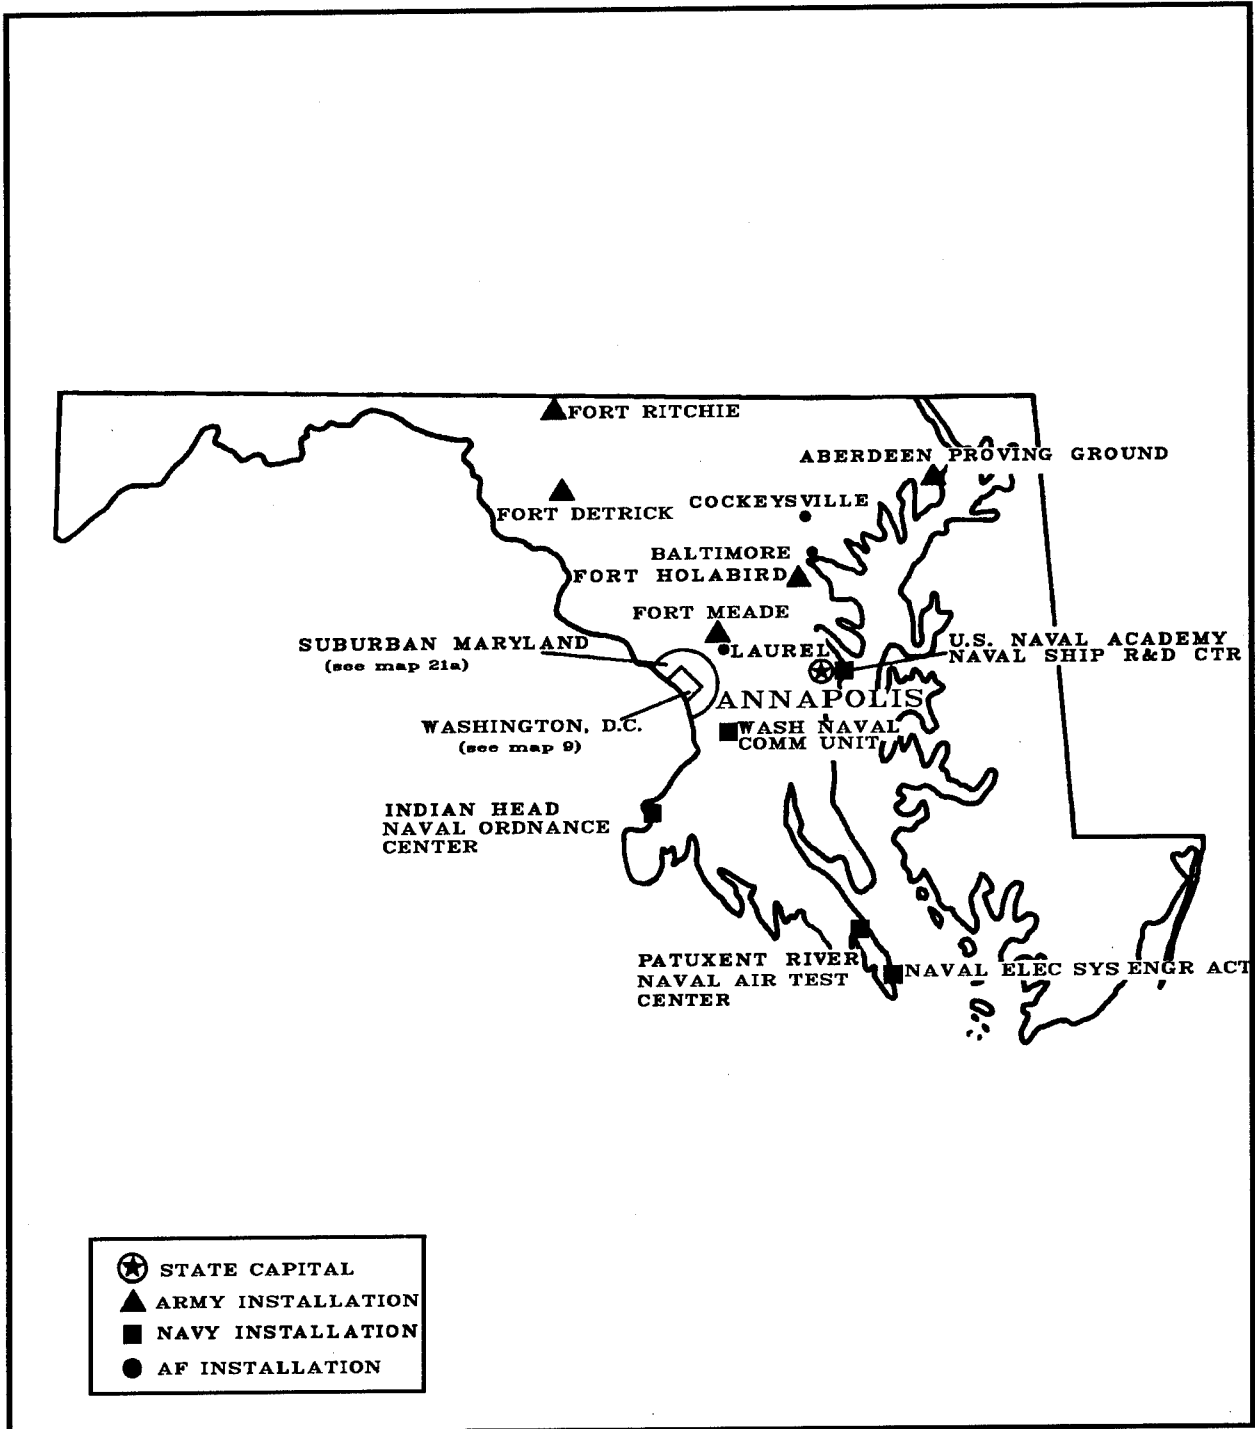 FORT RITCHIE
ABERDEEN PROVING GROUND
COCKEYSVILLE
FORT DETRICK
BALTIMORE
FORT HOLABIRD
FORT MEADE
SUBURBAN MARYLAND
(see map 21a)
LAUREL
U.S. NAVAL ACADEMY
NAVAL SHIP R&D CTR
ANNAPOLIS
WASHINGTON, D.C.
(see map 9)
WASH NAVAL
COMM UNIT
INDIAN HEAD
NAVAL ORDNANCE
CENTER
PATUXENT RIVER
NAVAL AIR TEST
CENTER
NAVAL ELEC SYS ENGR ACT
STATE CAPITAL
ARMY INSTALLATION
NAVY INSTALLATION
AF INSTALLATION